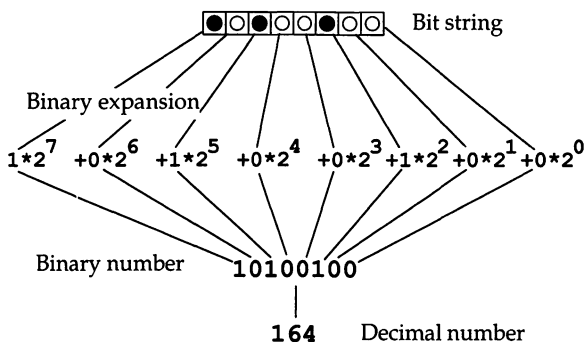 Bit string
Binary expansion
1*2^7 +0*2^6 +1*2^5 +0*2^4 +0*2^3 +1*2^2 +0*2^1 +0*2^0
Binary number 10100100
164 Decimal number